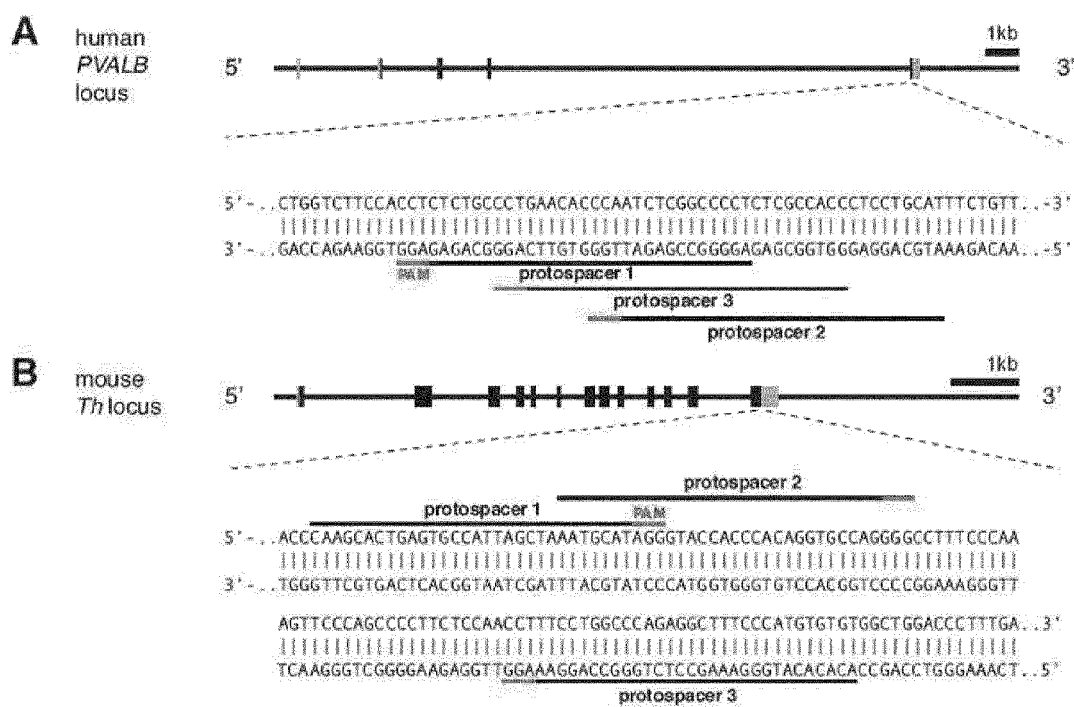 A
human
PVALB
locus
1kb
5' 3'
5'-..CTGGTCTTCCACCTCTCTGCCCTGAACACCCAATCTCGGCCCCTCTCGCCACCCTCCTGCATTTCTGTT..-3'
3'-..GACCAGAAGGTGGAGAGACGGGACTTGTGGGTTAGAGCCGGGGAGAGCGGTGGGAGGACGTAAAGACAA..-5'
PAM protospacer 1
protospacer 3
protospacer 2
B
mouse
Th locus
1kb
5' 3'
protospacer 2
protospacer 1 PAM
5'-..ACCCAAGCACTGAGTGCCATTAGCTAAATGCATAGGGTACCACCCACAGGTGCCAGGGGCCTTTCCCAA
3'-..TGGGTTCGTGACTCACGGTAATCGATTTACGTATCCCATGGTGGGTGTCCACGGTCCCCGGAAAGGGTT
AGTTCCCAGCCCCTTCTCCAACCTTTCCTGGCCCAGAGGCTTTCCCATGTGTGTGGCTGGACCCTTTGA..3'
TCAAGGGTCGGGGAAGAGGTTGGAAAGGACCGGGTCTCCGAAAGGGTACACACACCGACCTGGGAAACT..5'
protospacer 3